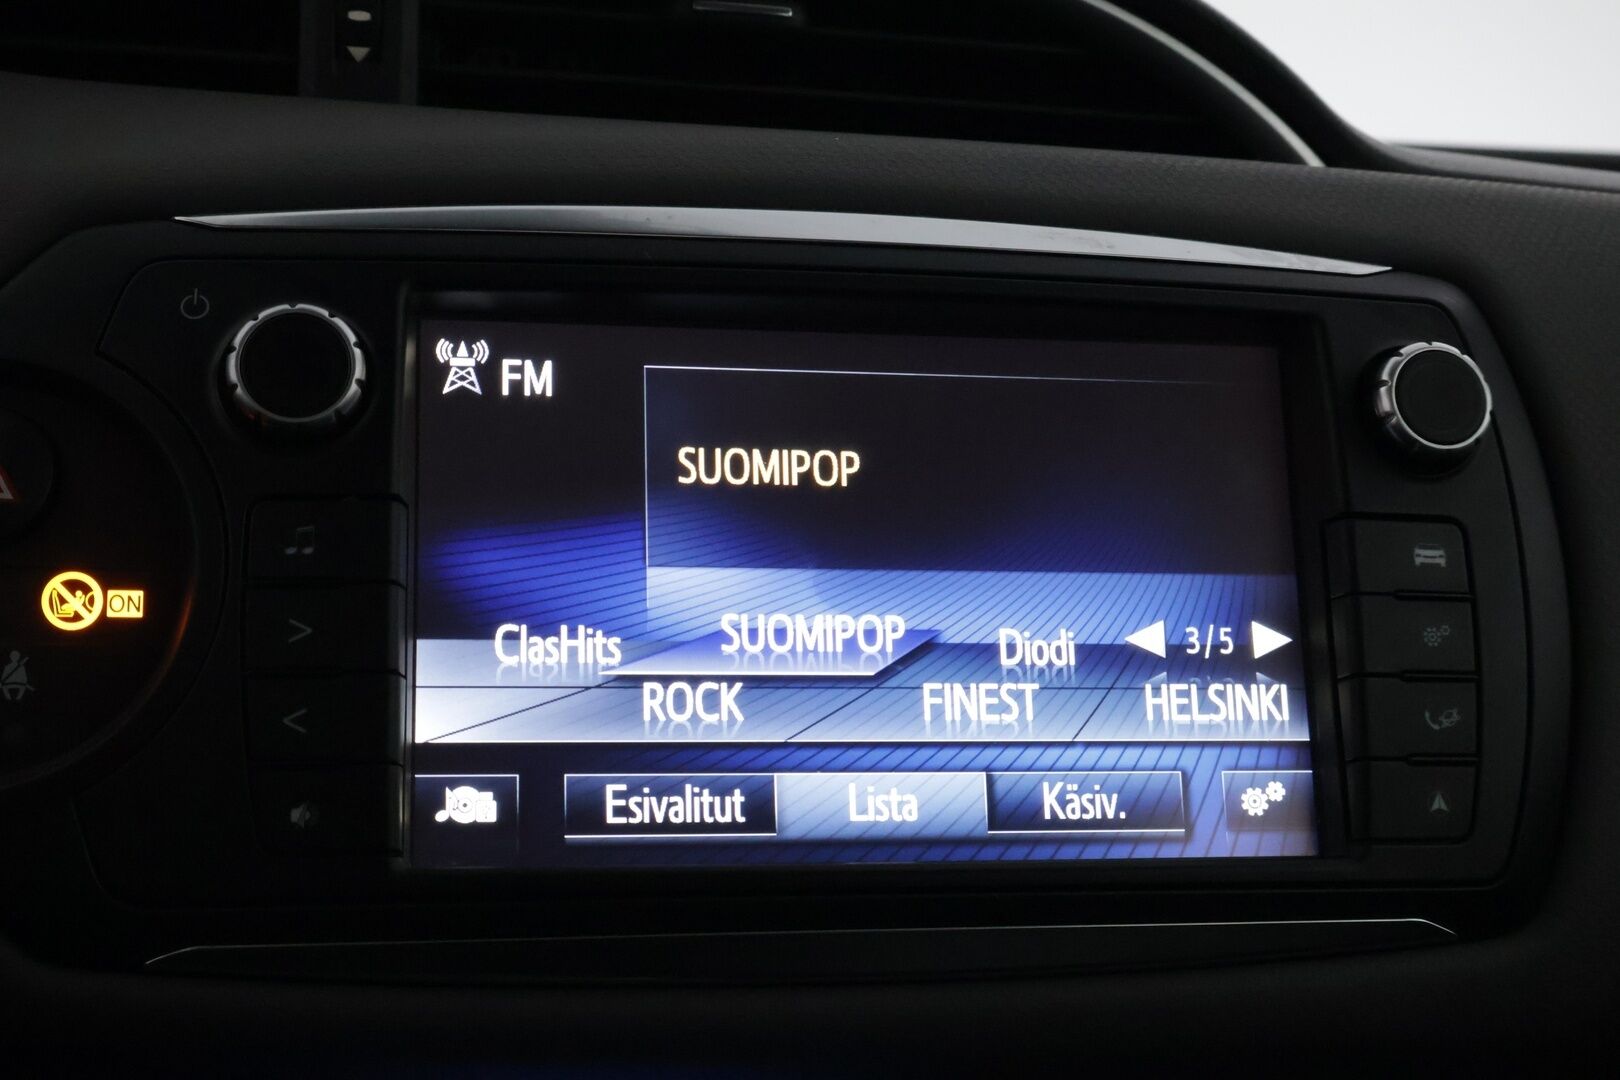 FM
SUOMIPOP
ClasHits SUOMIPOP Diodi 3/5
ROCK FINEST HELSINKI
ON
Esivalitut Lista Käsiv.